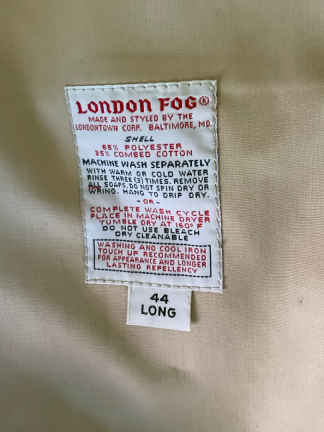 LONDON FOG®
MADE AND STYLED BY THE
LONDONTOWN CORP. BALTIMORE, MD.
SHELL
65% POLYESTER
35% COMBED COTTON
MACHINE WASH SEPARATELY
WITH WARM OR COLD WATER
RINSE THREE (3) TIMES. REMOVE
ALL SOAPS. DO NOT SPIN DRY OR
WRING. HANG TO DRIP DRY.
-OR-
COMPLETE WASH CYCLE
PLACE IN MACHINE DRYER
TUMBLE DRY AT 160° F
DO NOT USE BLEACH
DRY CLEANABLE
WASHING AND COOL IRON
TOUCH UP RECOMMENDED
FOR APPEARANCE AND LONGER
LASTING REPELLENCY
44
LONG